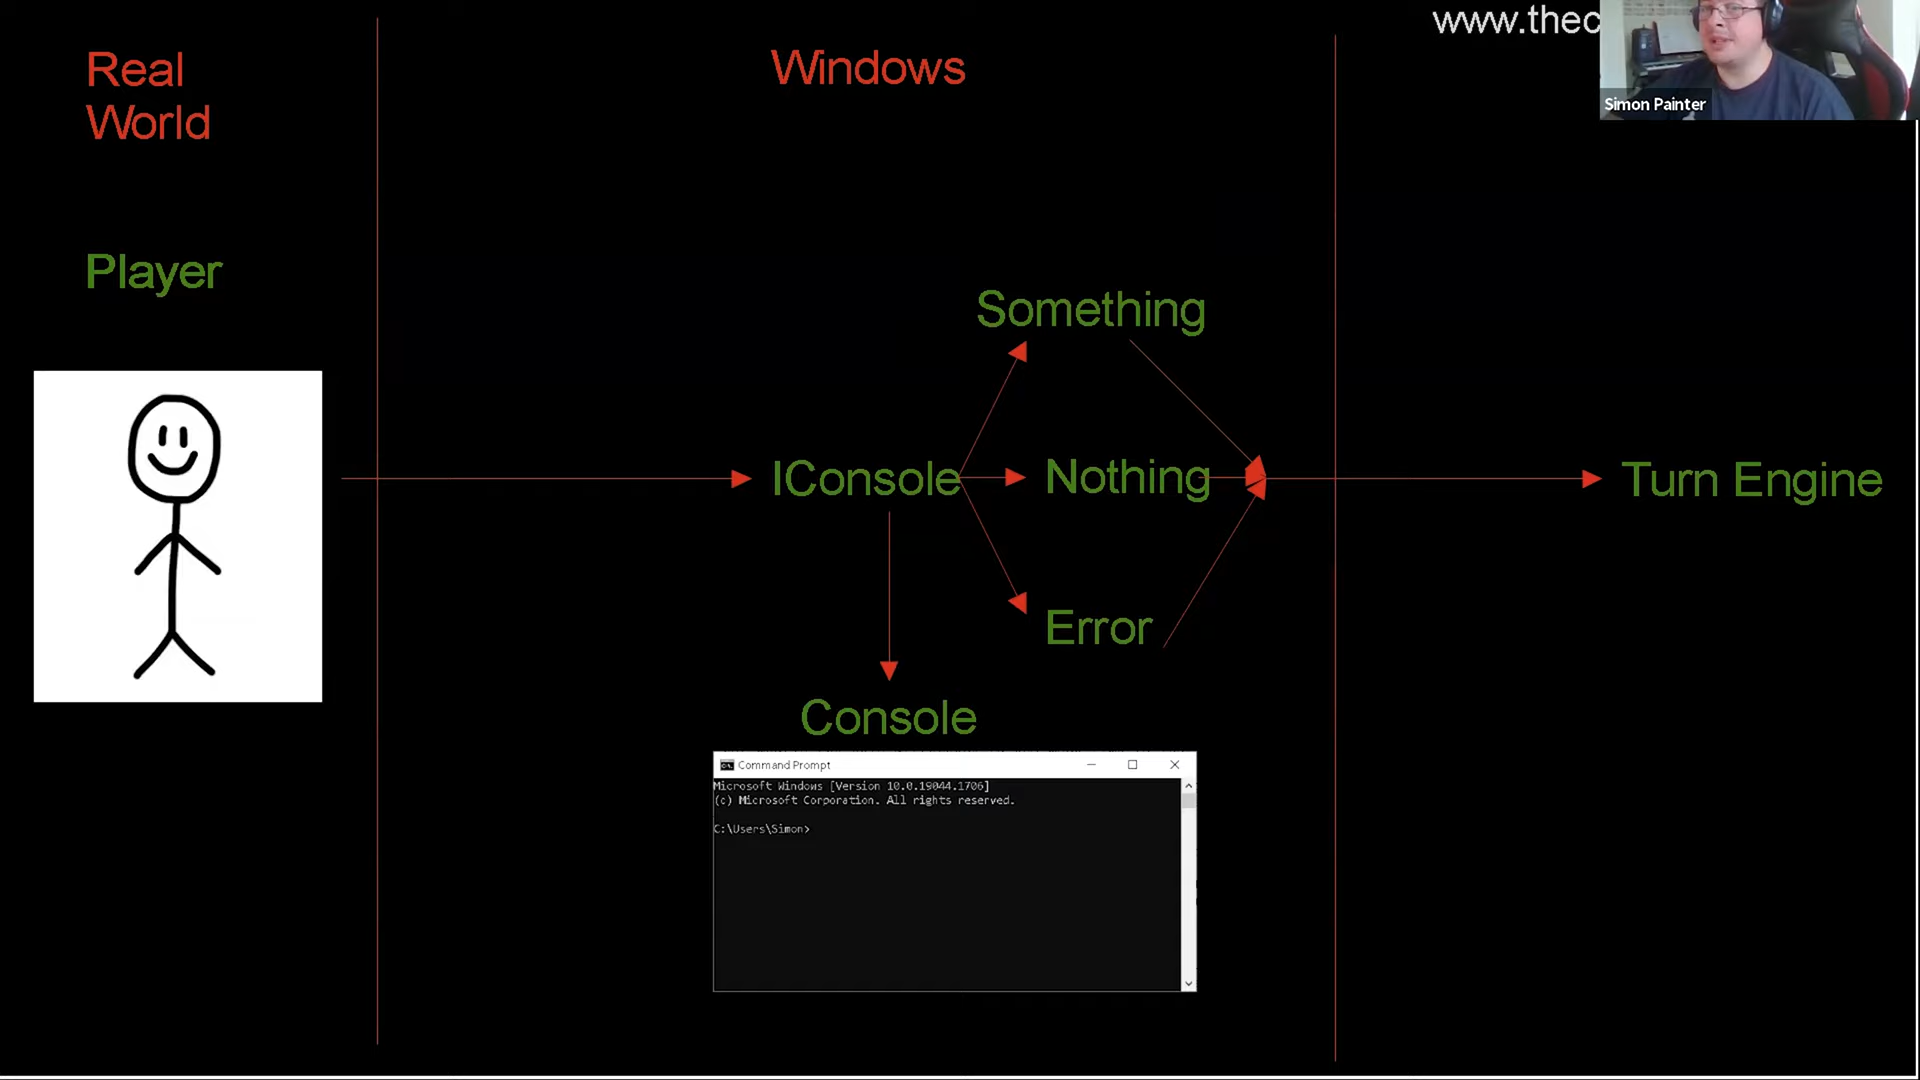 www.thec
Real
World
Windows
Simon Painter
Player
Something
IConsole
Nothing
Turn Engine
Error
Console
Command Prompt
Microsoft Windows [Version 10.0.19044.1706]
(c) Microsoft Corporation. All rights reserved.
C:\Users\Simon>